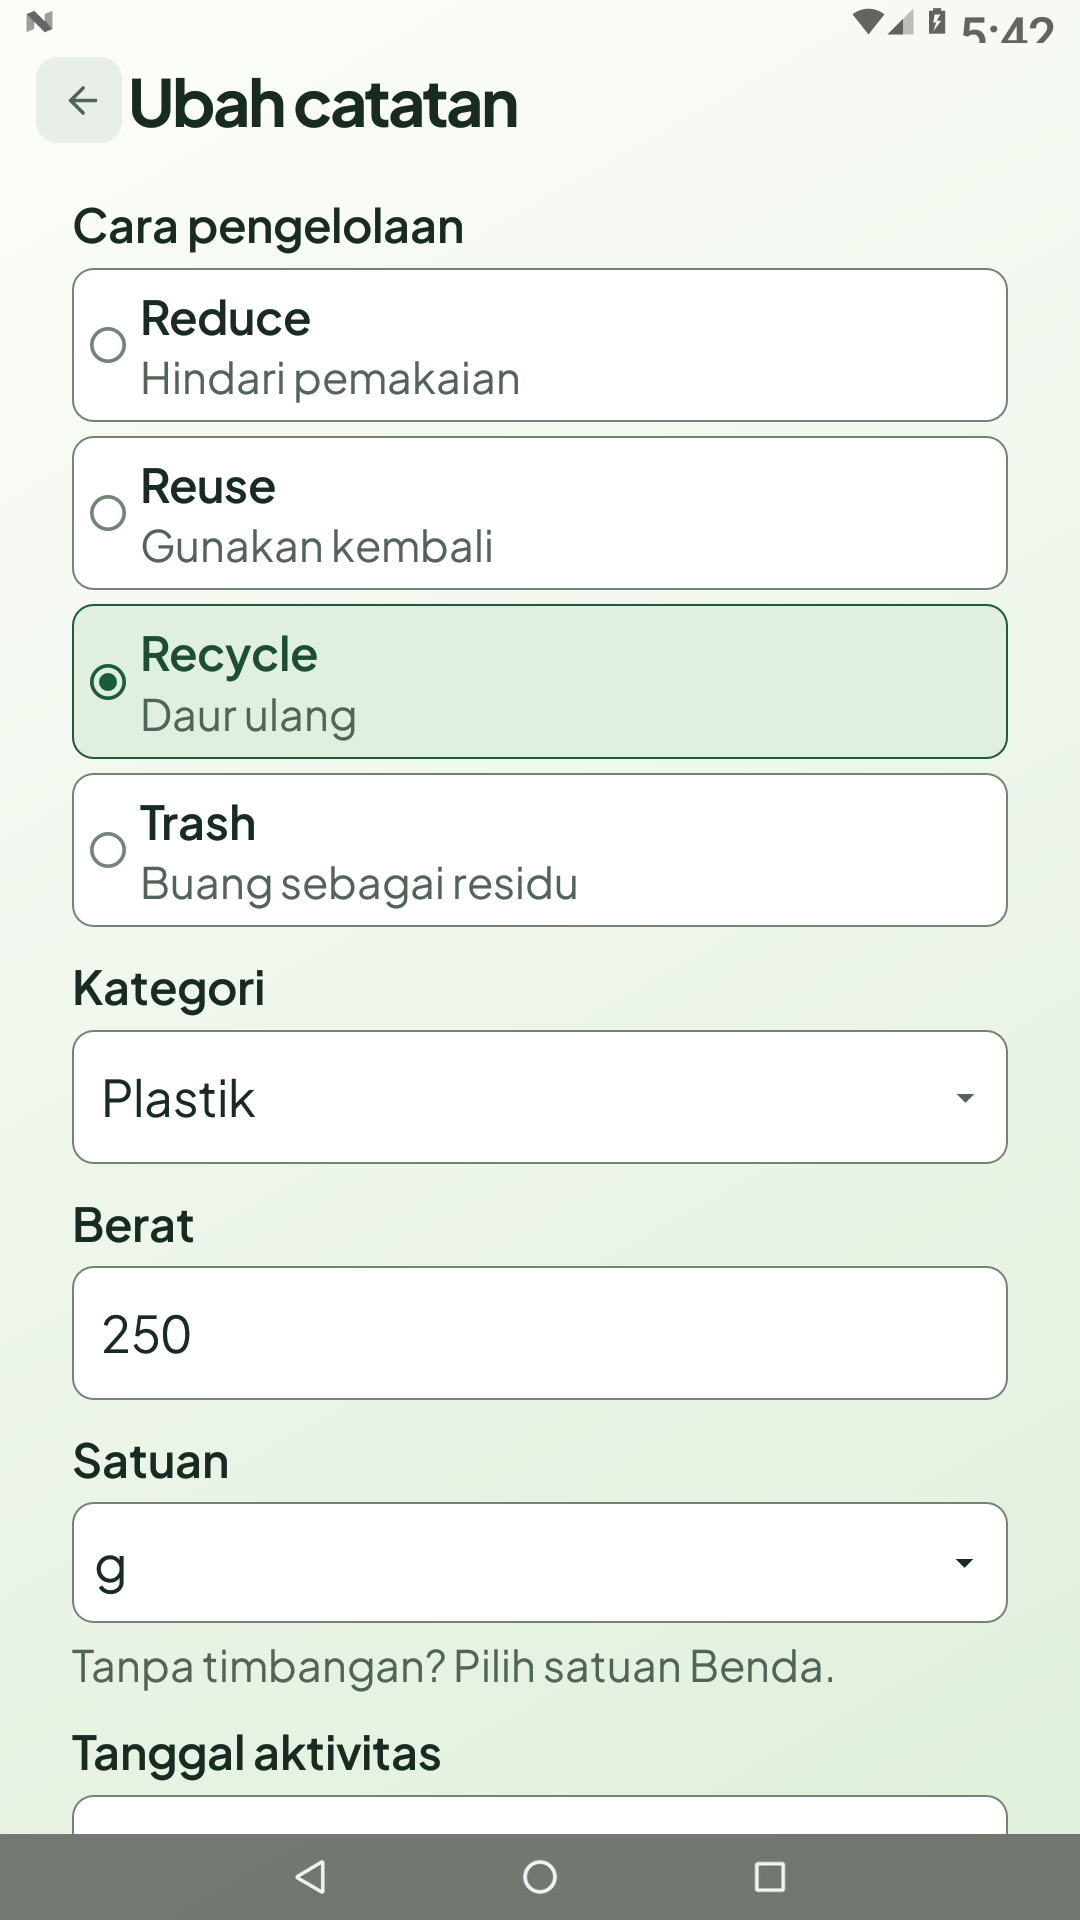 5:42
Ubah catatan
Cara pengelolaan
Reduce
Hindari pemakaian
Reuse
Gunakan kembali
Recycle
Daur ulang
Trash
Buang sebagai residu
Kategori
Plastik
Berat
250
Satuan
g
Tanpa timbangan? Pilih satuan Benda.
Tanggal aktivitas